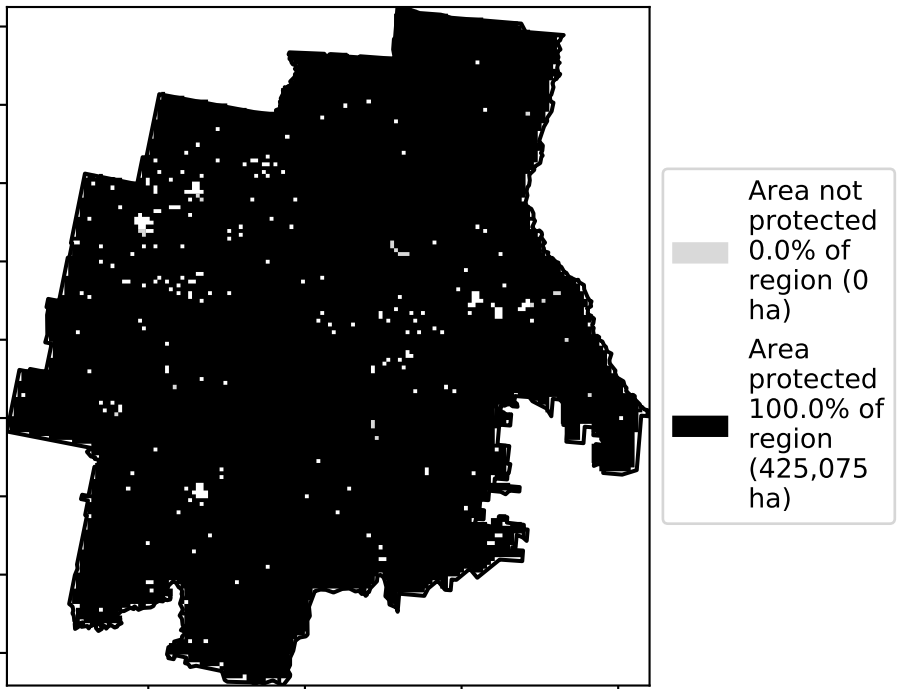 Area not
protected
0.0% of
region (0
ha)
Area
protected
100.0% of
region
(425,075
ha)